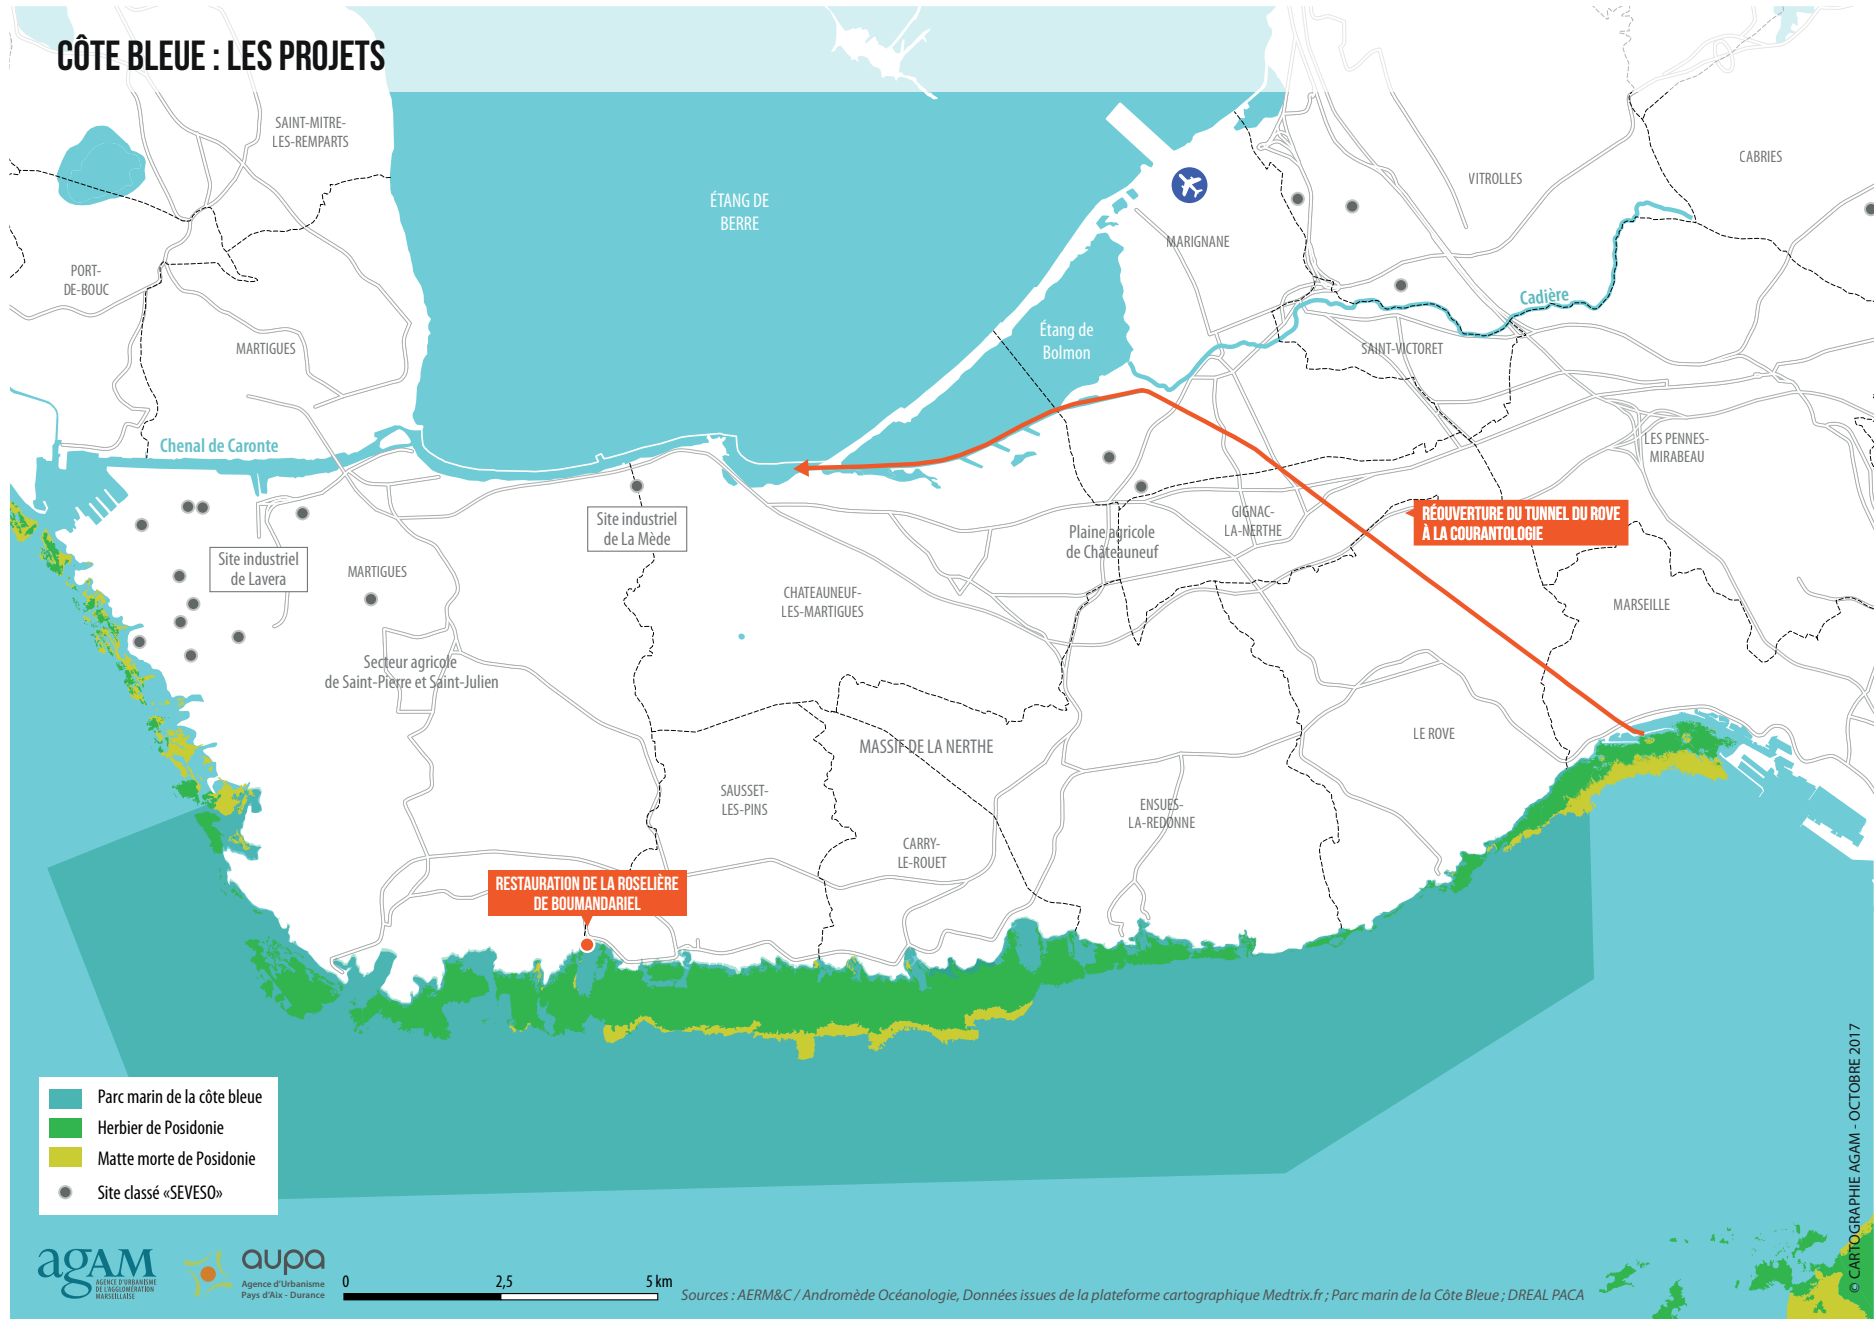 CÔTE BLEUE : LES PROJETS
SAINT-MITRE-
LES-REMPARTS
CABRIES
VITROLLES
ÉTANG DE
BERRE
MARIGNANE
PORT-
DE-BOUC
Cadière
Étang de
Bolmon
MARTIGUES
SAINT-VICTORET
Chenal de Caronte
LES PENNES-
MIRABEAU
Site industriel
de La Mède
RÉOUVERTURE DU TUNNEL DU ROVE
À LA COURANTOLOGIE
GIGNAC-
LA-NERTHE
Plaine agricole
de Châteauneuf
Site industriel
de Lavera
MARTIGUES
CHATEAUNEUF-
LES-MARTIGUES
MARSEILLE
Secteur agricole
de Saint-Pierre et Saint-Julien
LE ROVE
MASSIF DE LA NERTHE
SAUSSET-
LES-PINS
ENSUES-
LA-REDONNE
CARRY-
LE-ROUET
RESTAURATION DE LA ROSELIÈRE
DE BOUMANDARIEL
Parc marin de la côte bleue
Herbier de Posidonie
Matte morte de Posidonie
Site classé «SEVESO»
agAM
AGENCE D'URBANISME
DE L'AGGLOMÉRATION
MARSEILLAISE
aupa
Agence d'Urbanisme
Pays d'Aix - Durance
0 2,5 5 km
Sources : AERM&C / Andromède Océanologie, Données issues de la plateforme cartographique Medtrix.fr ; Parc marin de la Côte Bleue ; DREAL PACA
© CARTOGRAPHIE AGAM - OCTOBRE 2017